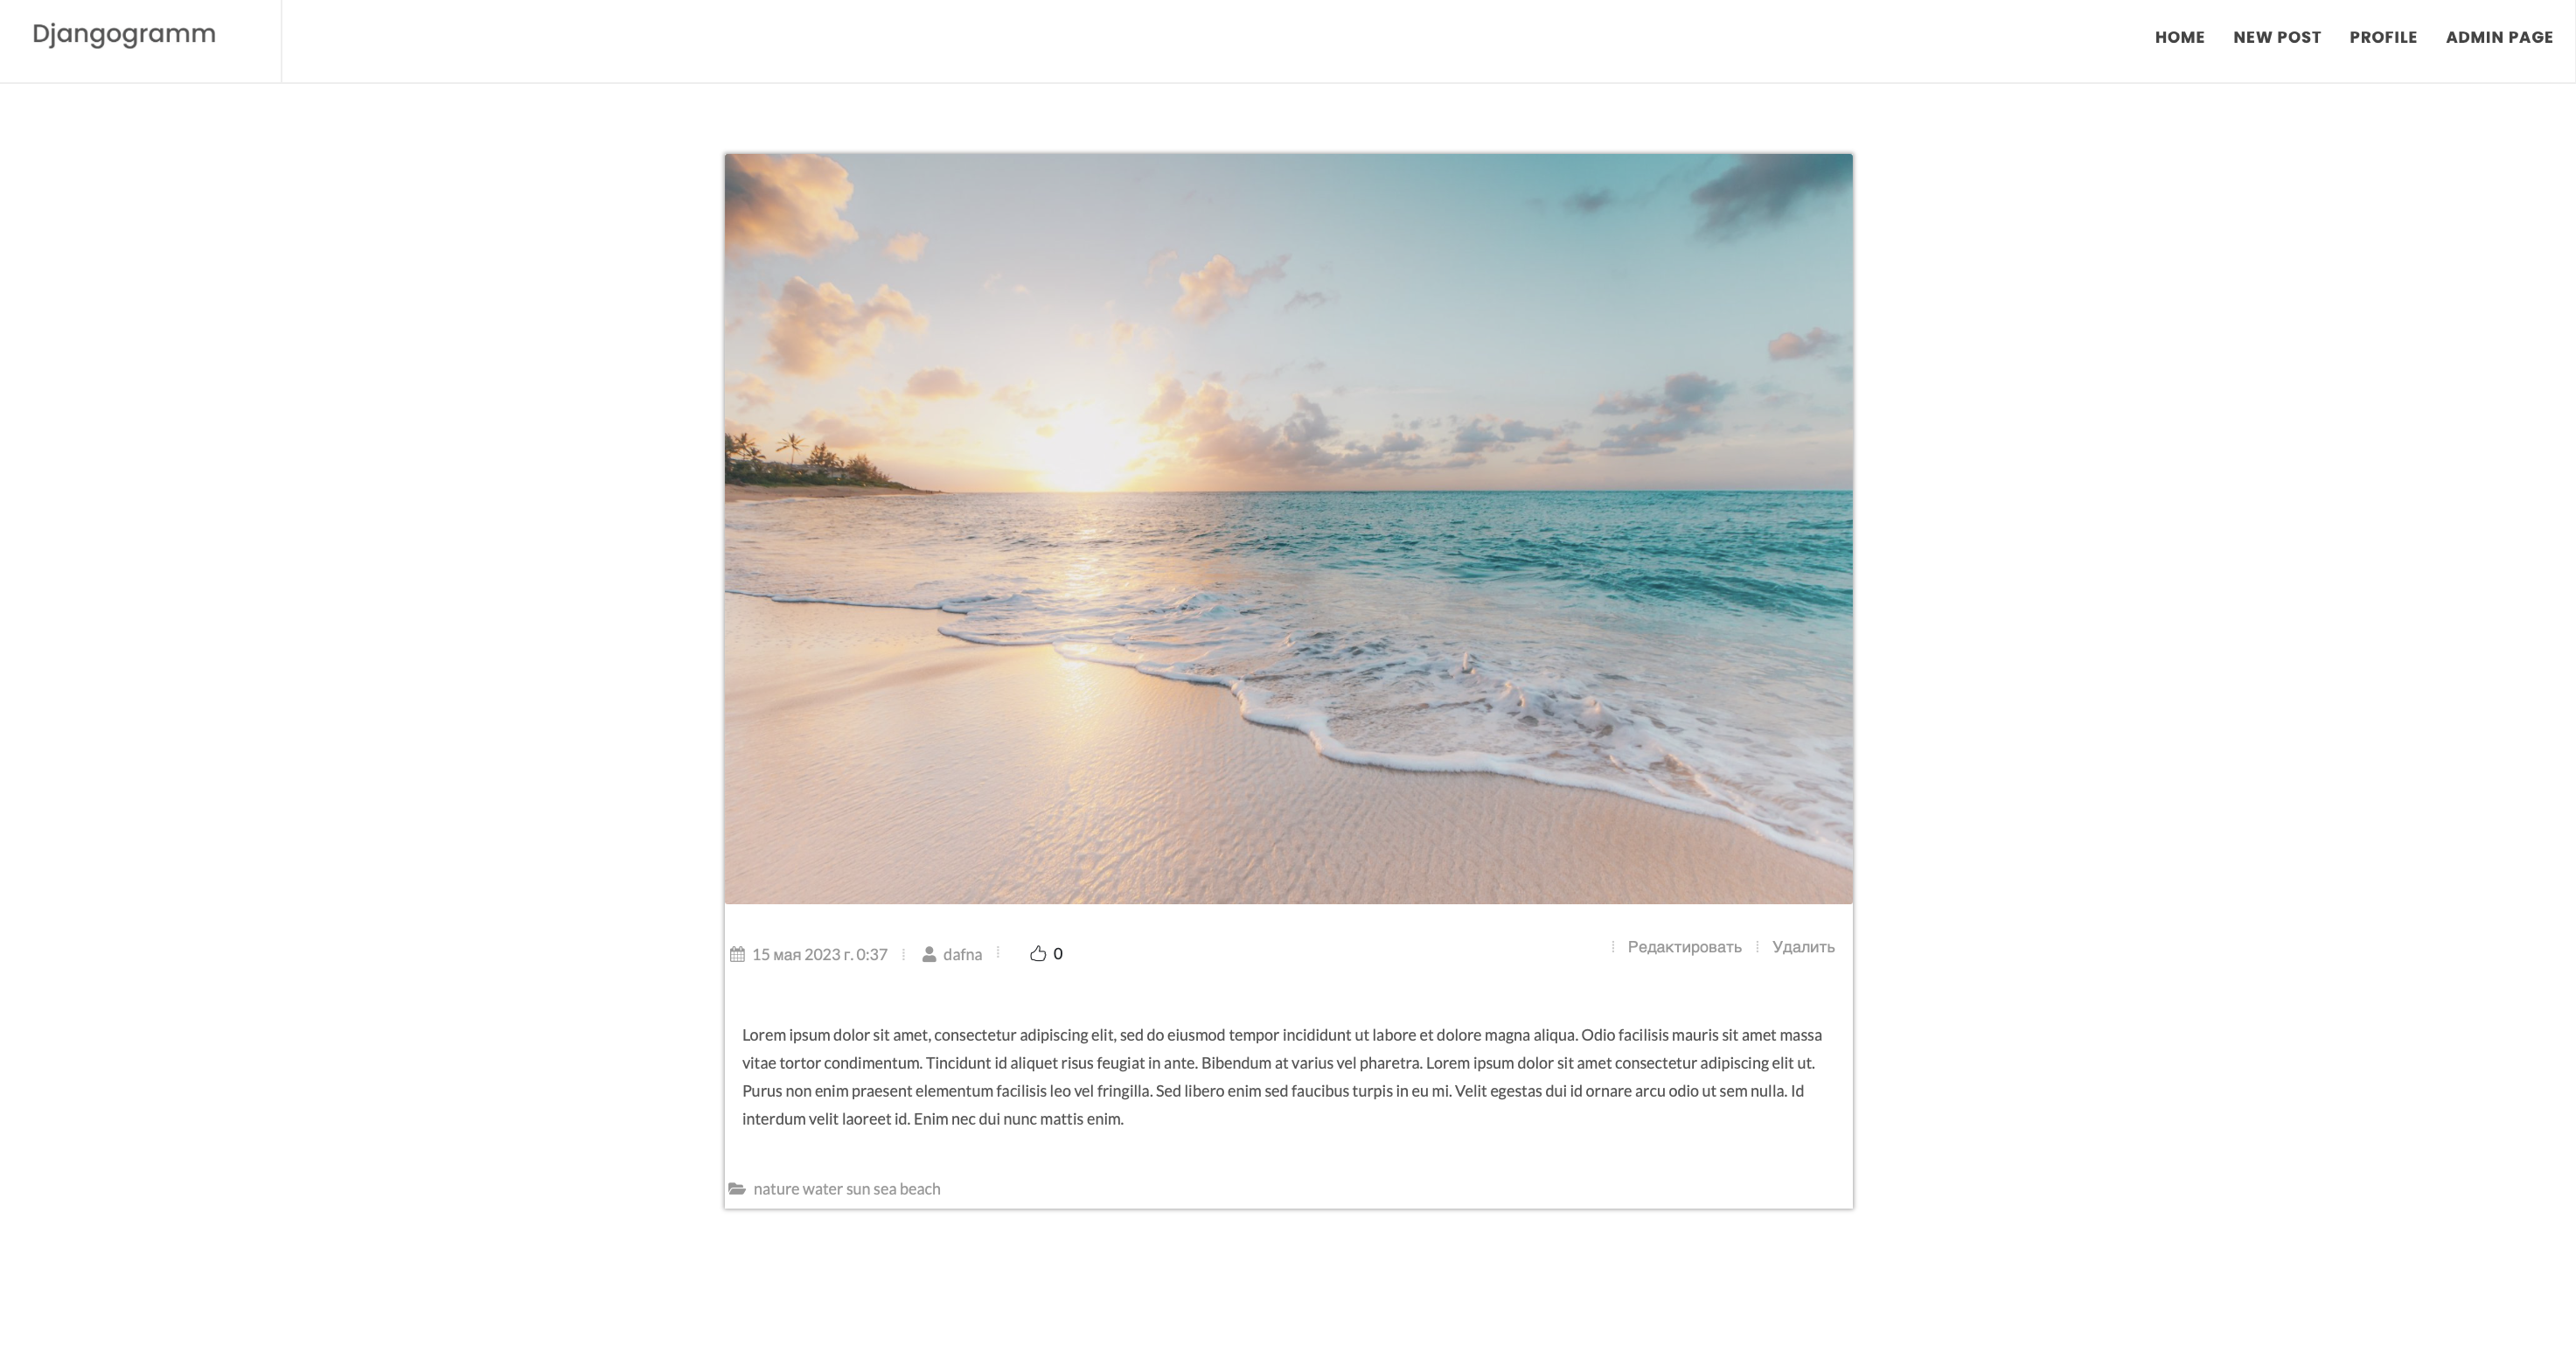 Djangogramm
HOME NEW POST PROFILE ADMIN PAGE
15 мая 2023 г. 0:37 dafna 0
Редактировать Удалить
Lorem ipsum dolor sit amet, consectetur adipiscing elit, sed do eiusmod tempor incididunt ut labore et dolore magna aliqua. Odio facilisis mauris sit amet massa
vitae tortor condimentum. Tincidunt id aliquet risus feugiat in ante. Bibendum at varius vel pharetra. Lorem ipsum dolor sit amet consectetur adipiscing elit ut.
Purus non enim praesent elementum facilisis leo vel fringilla. Sed libero enim sed faucibus turpis in eu mi. Velit egestas dui id ornare arcu odio ut sem nulla. Id
interdum velit laoreet id. Enim nec dui nunc mattis enim.
nature water sun sea beach